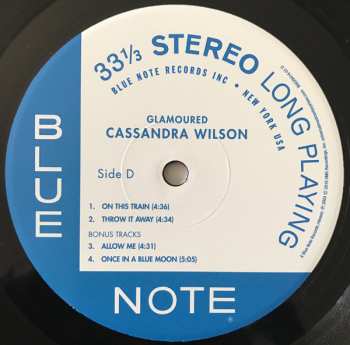 33 1/3 STEREO LONG PLAYING
BLUE NOTE RECORDS INC • NEW YORK USA
GLAMOURED
CASSANDRA WILSON
Side D
1. ON THIS TRAIN (4:36)
2. THROW IT AWAY (4:34)
BONUS TRACKS
3. ALLOW ME (4:31)
4. ONCE IN A BLUE MOON (5:05)
BLUE
NOTE
®